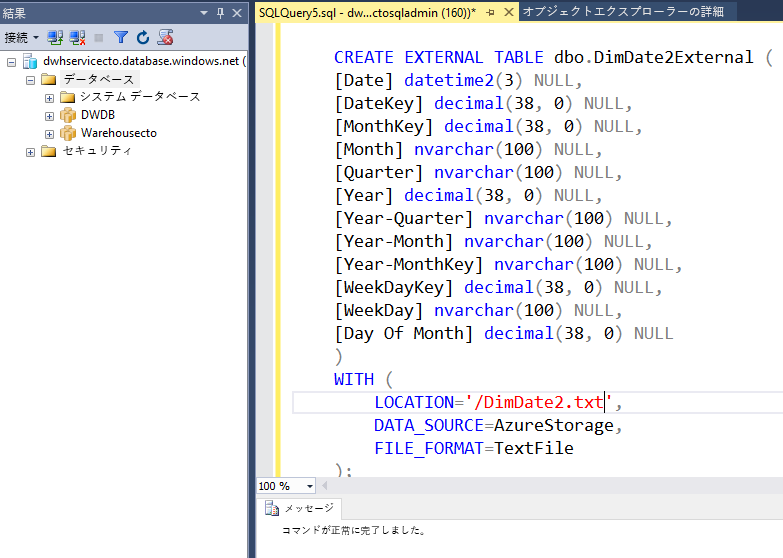 結果
接続
dwhservicecto.database.windows.net (
データベース
システム データベース
DWDB
Warehousecto
セキュリティ
SQLQuery5.sql - dw...ctosqladmin (160))*
オブジェクトエクスプローラーの詳細
CREATE EXTERNAL TABLE dbo.DimDate2External (
[Date] datetime2(3) NULL,
[DateKey] decimal(38, 0) NULL,
[MonthKey] decimal(38, 0) NULL,
[Month] nvarchar(100) NULL,
[Quarter] nvarchar(100) NULL,
[Year] decimal(38, 0) NULL,
[Year-Quarter] nvarchar(100) NULL,
[Year-Month] nvarchar(100) NULL,
[Year-MonthKey] nvarchar(100) NULL,
[WeekDayKey] decimal(38, 0) NULL,
[WeekDay] nvarchar(100) NULL,
[Day Of Month] decimal(38, 0) NULL
)
WITH (
LOCATION='/DimDate2.txt',
DATA_SOURCE=AzureStorage,
FILE_FORMAT=TextFile
);
100 %
メッセージ
コマンドが正常に完了しました。